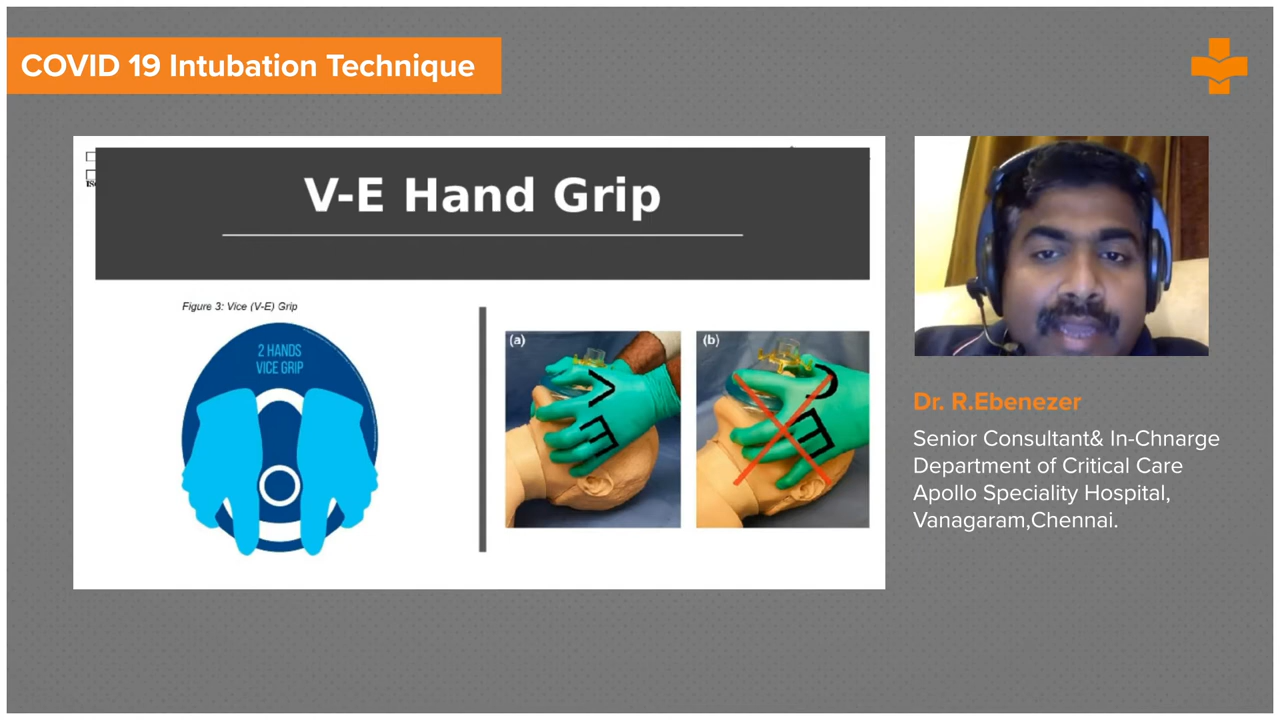 COVID 19 Intubation Technique
V-E Hand Grip
Figure 3: Vice (V-E) Grip
2 HANDS
VICE GRIP
(a)
V
E
(b)
C
E
Dr. R.Ebenezer
Senior Consultant& In-Chnarge
Department of Critical Care
Apollo Speciality Hospital,
Vanagaram,Chennai.